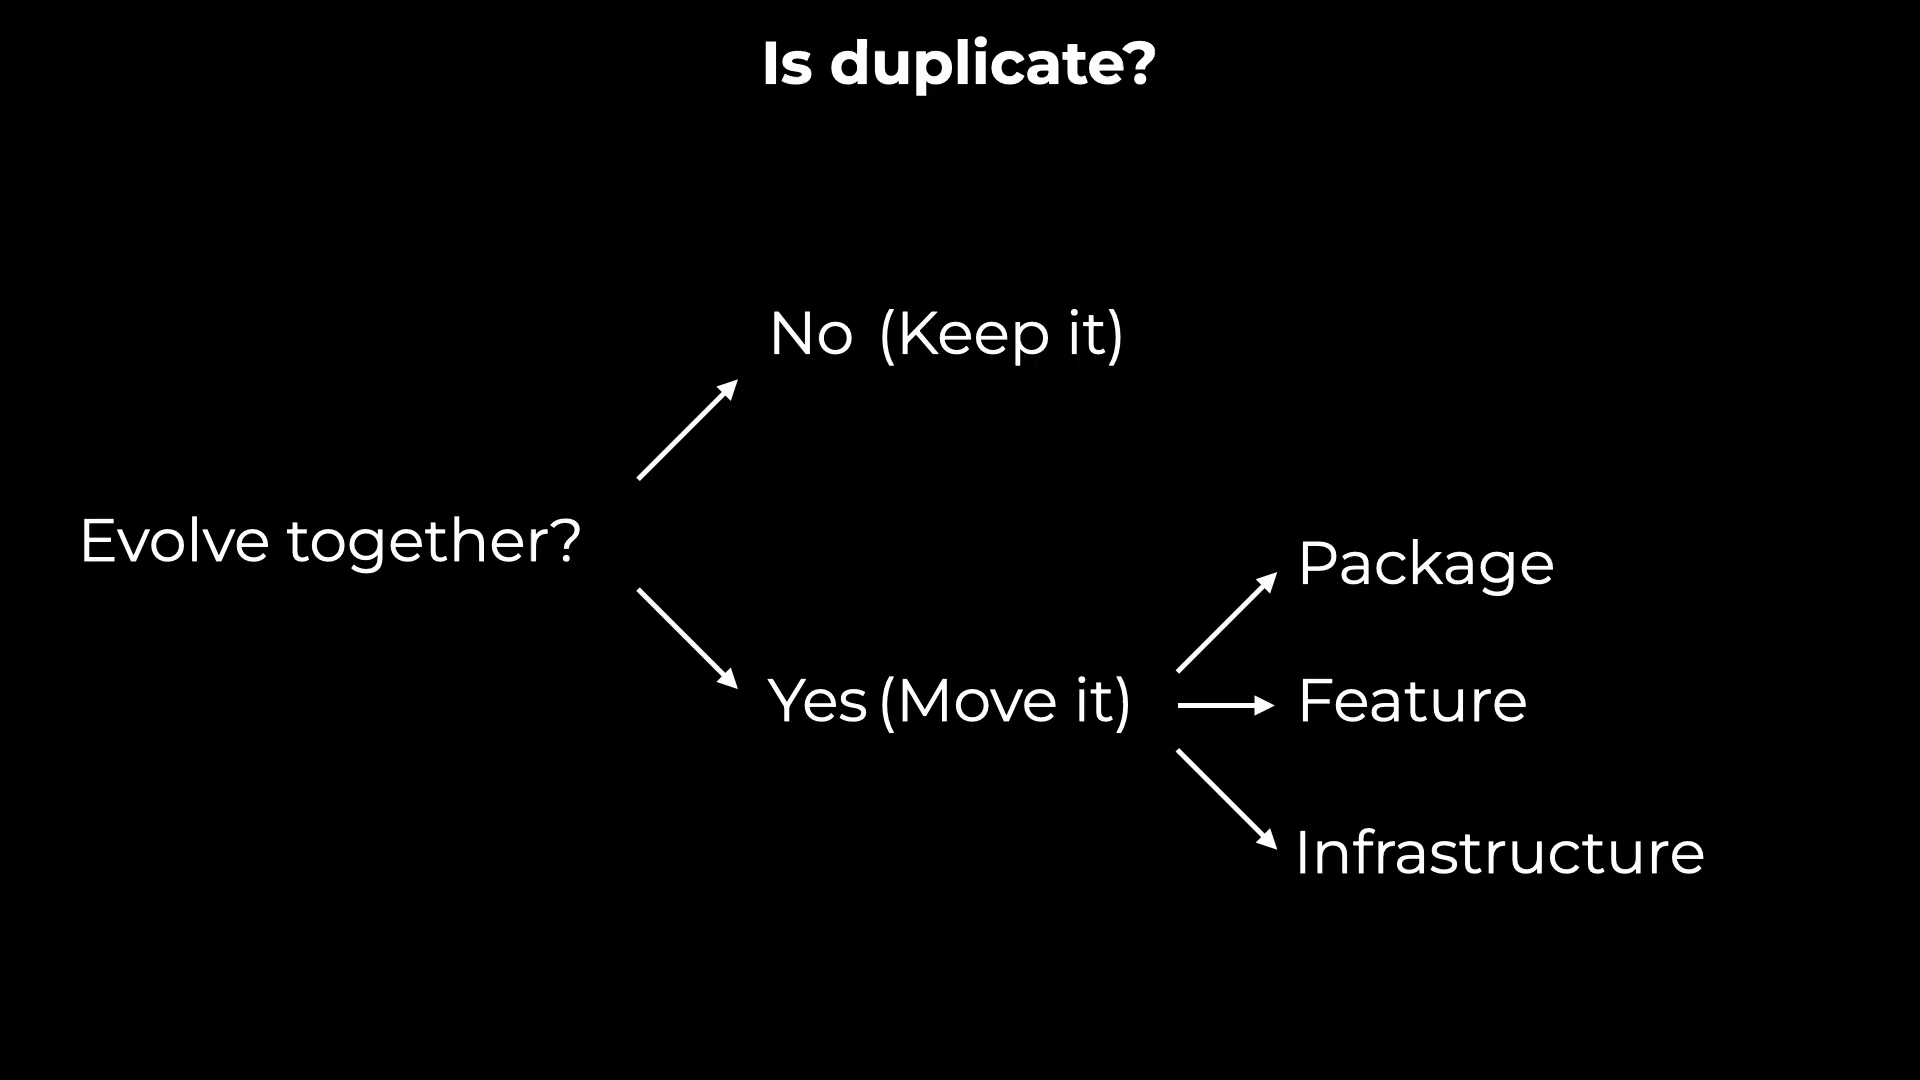 Is duplicate?
No (Keep it)
Evolve together?
Package
Yes (Move it)
Feature
Infrastructure